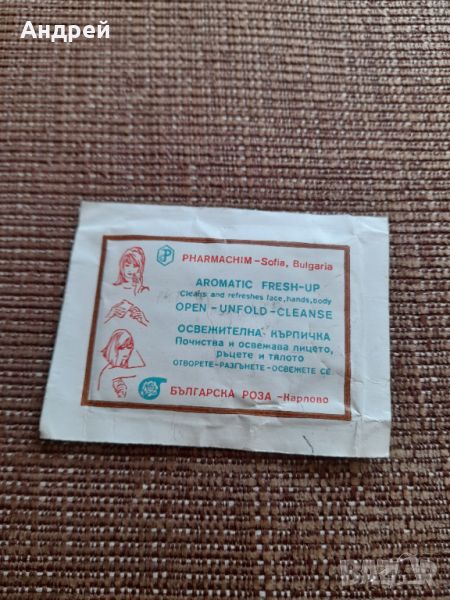 Андрей
PHARMACHIM - Sofia, Bulgaria
AROMATIC FRESH-UP
Cleans and refreshes face, hands, body
OPEN - UNFOLD - CLEANSE
ОСВЕЖИТЕЛНА КЪРПИЧКА
Почиства и освежава лицето,
ръцете и тялото
ОТВОРЕТЕ - РАЗГЪНЕТЕ - ОСВЕЖЕТЕ СЕ
БЪЛГАРСКА РОЗА - Карлово